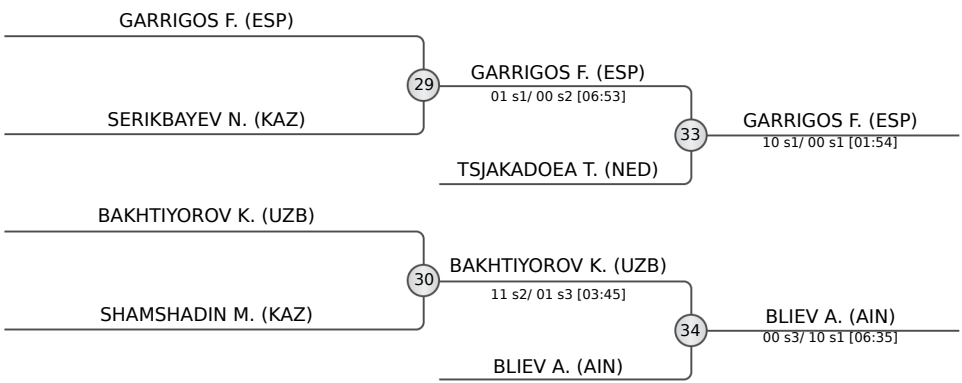 GARRIGOS F. (ESP)
29
SERIKBAYEV N. (KAZ)
GARRIGOS F. (ESP)
01 s1/ 00 s2 [06:53]
33
TSJAKADOEA T. (NED)
GARRIGOS F. (ESP)
10 s1/ 00 s1 [01:54]
BAKHTIYOROV K. (UZB)
30
SHAMSHADIN M. (KAZ)
BAKHTIYOROV K. (UZB)
11 s2/ 01 s3 [03:45]
34
BLIEV A. (AIN)
BLIEV A. (AIN)
00 s3/ 10 s1 [06:35]